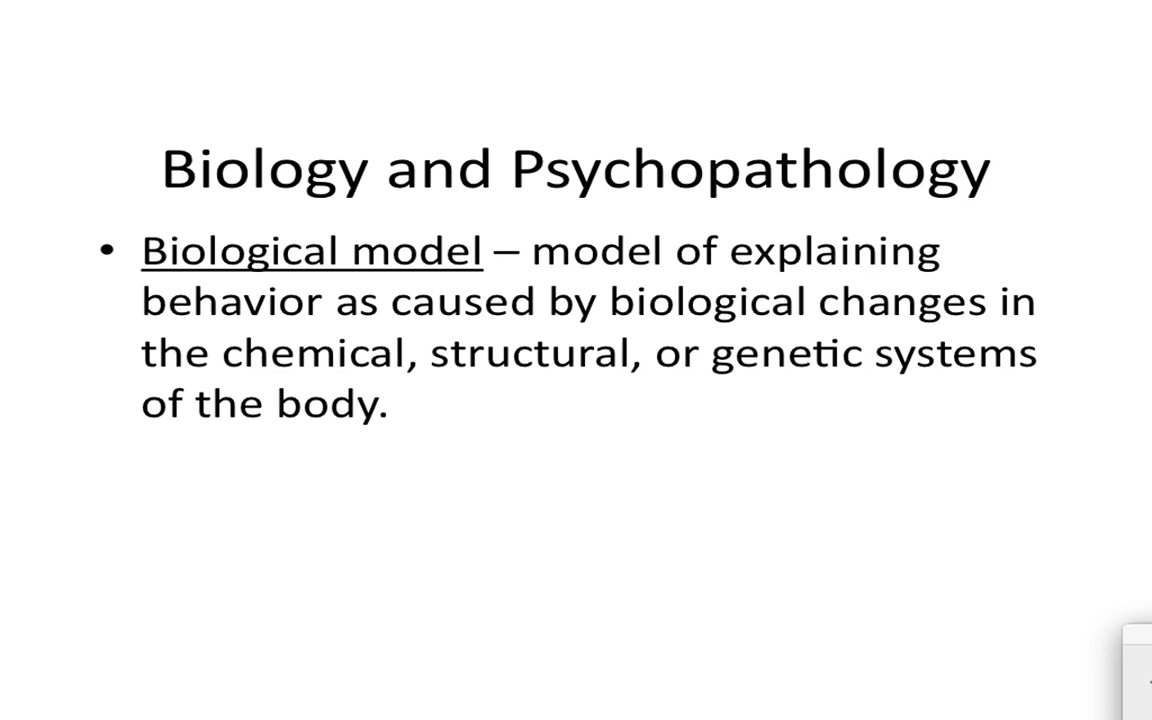 Biology and Psychopathology
• Biological model – model of explaining
behavior as caused by biological changes in
the chemical, structural, or genetic systems
of the body.